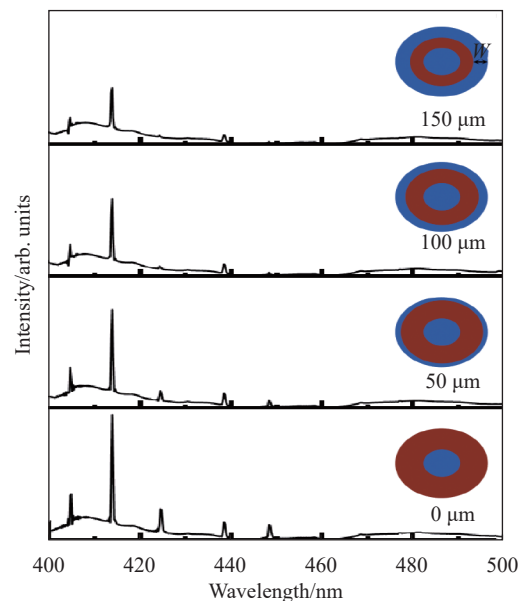 W
150 μm
100 μm
50 μm
0 μm
Intensity/arb. units
400 420 440 460 480 500
Wavelength/nm